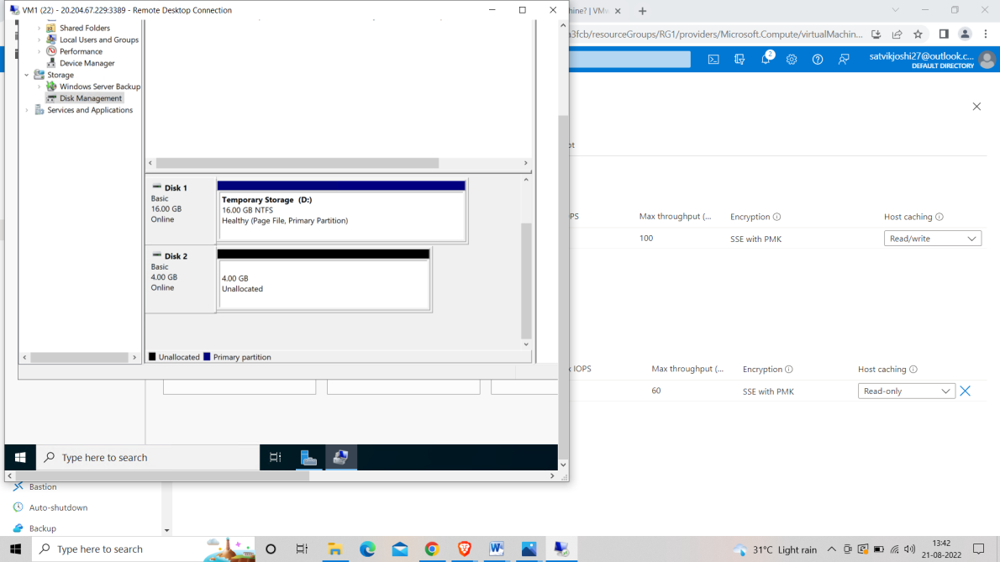 VM1 (22) - 20.204.67.229:3389 - Remote Desktop Connection
Shared Folders
Local Users and Groups
Performance
Device Manager
Storage
Windows Server Backup
Disk Management
Services and Applications
Disk 1
Basic
16.00 GB
Online
Temporary Storage (D:)
16.00 GB NTFS
Healthy (Page File, Primary Partition)
Disk 2
Basic
4.00 GB
Online
4.00 GB
Unallocated
Unallocated Primary partition
Type here to search
hine? | VMw
a3fcb/resourceGroups/RG1/providers/Microsoft.Compute/virtualMachin...
2
satvikjoshi27@outlook.c...
DEFAULT DIRECTORY
pt
PS Max throughput (... Encryption Host caching
100 SSE with PMK Read/write
x IOPS Max throughput (... Encryption Host caching
60 SSE with PMK Read-only
Bastion
Auto-shutdown
Backup
Type here to search
31°C Light rain
13:42
21-08-2022